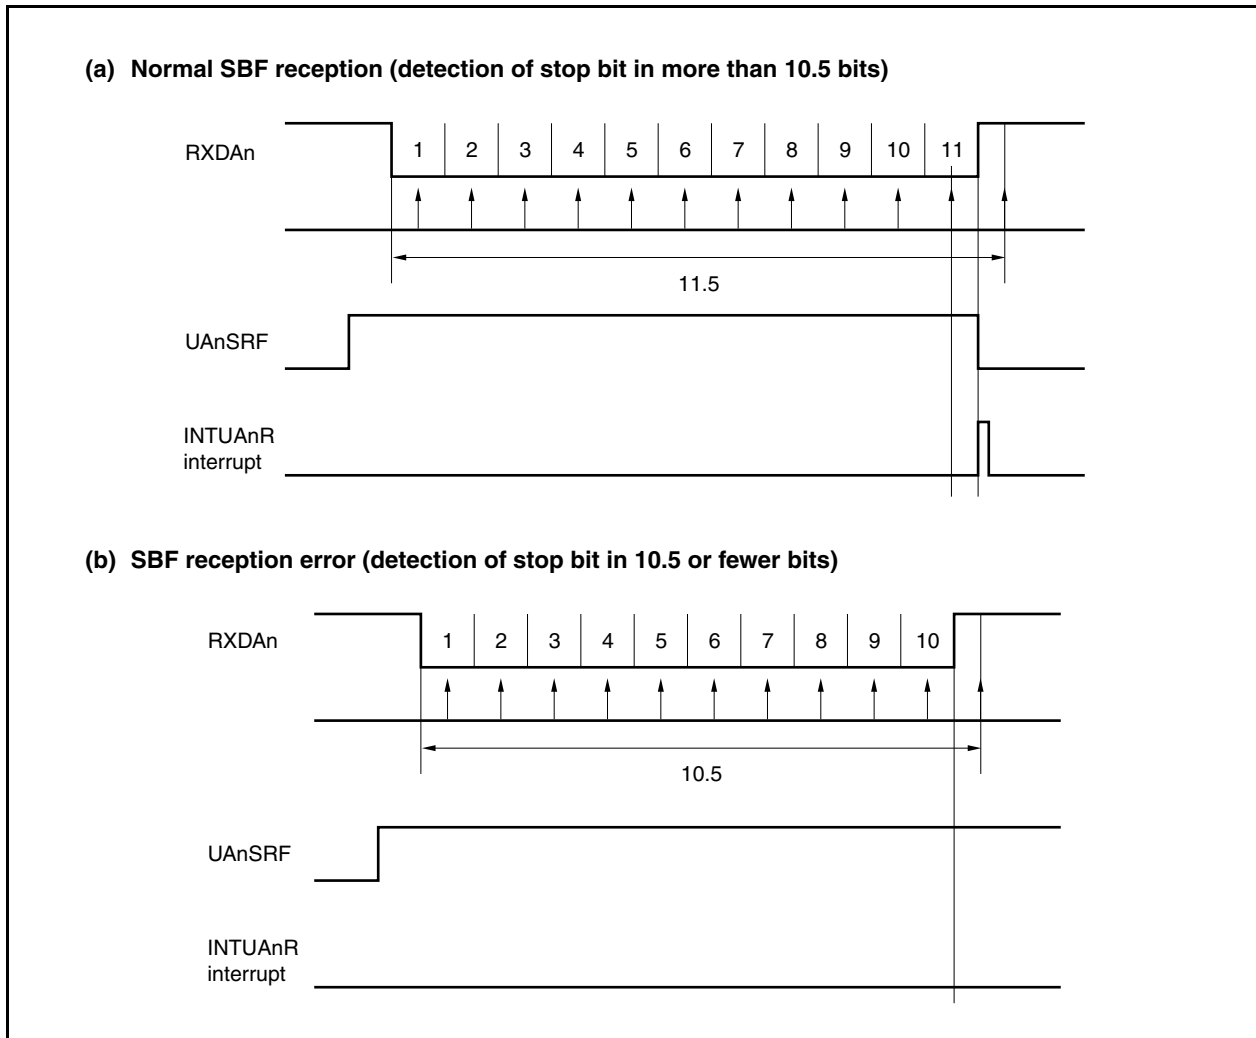 (a) Normal SBF reception (detection of stop bit in more than 10.5 bits)
RXDAn
1 2 3 4 5 6 7 8 9 10 11
11.5
UAnSRF
INTUAnR
interrupt
(b) SBF reception error (detection of stop bit in 10.5 or fewer bits)
RXDAn
1 2 3 4 5 6 7 8 9 10
10.5
UAnSRF
INTUAnR
interrupt